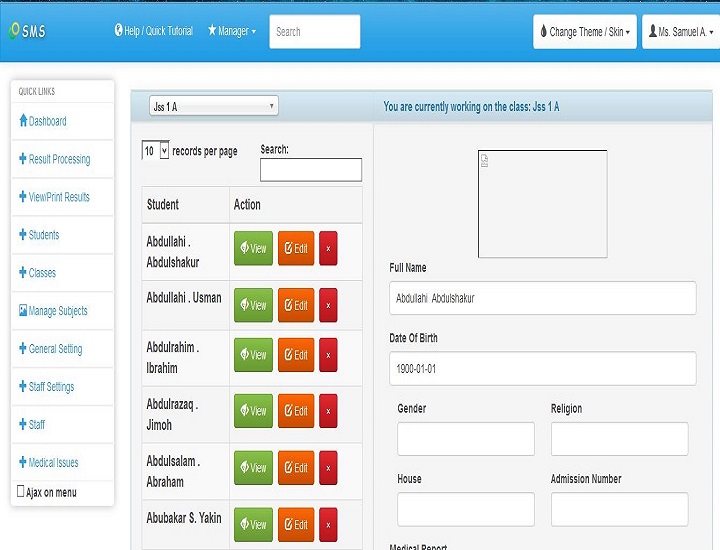 SMS
Help / Quick Tutorial
Manager
Search
Change Theme / Skin
Ms. Samuel A.
QUICK LINKS
Dashboard
Result Processing
View/Print Results
Students
Classes
Manage Subjects
General Setting
Staff Settings
Staff
Medical Issues
Ajax on menu
Jss 1 A
You are currently working on the class: Jss 1 A
10 records per page
Search:
Student Action
Abdullahi .
Abdulshakur
View Edit x
Abdullahi . Usman
View Edit x
Abdulrahim .
Ibrahim
View Edit x
Abdulrazaq .
Jimoh
View Edit x
Abdulsalam .
Abraham
View Edit x
Abubakar S. Yakin
View Edit x
Full Name
Abdullahi Abdulshakur
Date Of Birth
1900-01-01
Gender Religion
House Admission Number
Medical Report